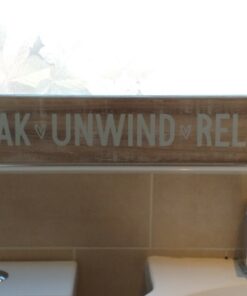 AK ♡ UNWIND ♥ REL